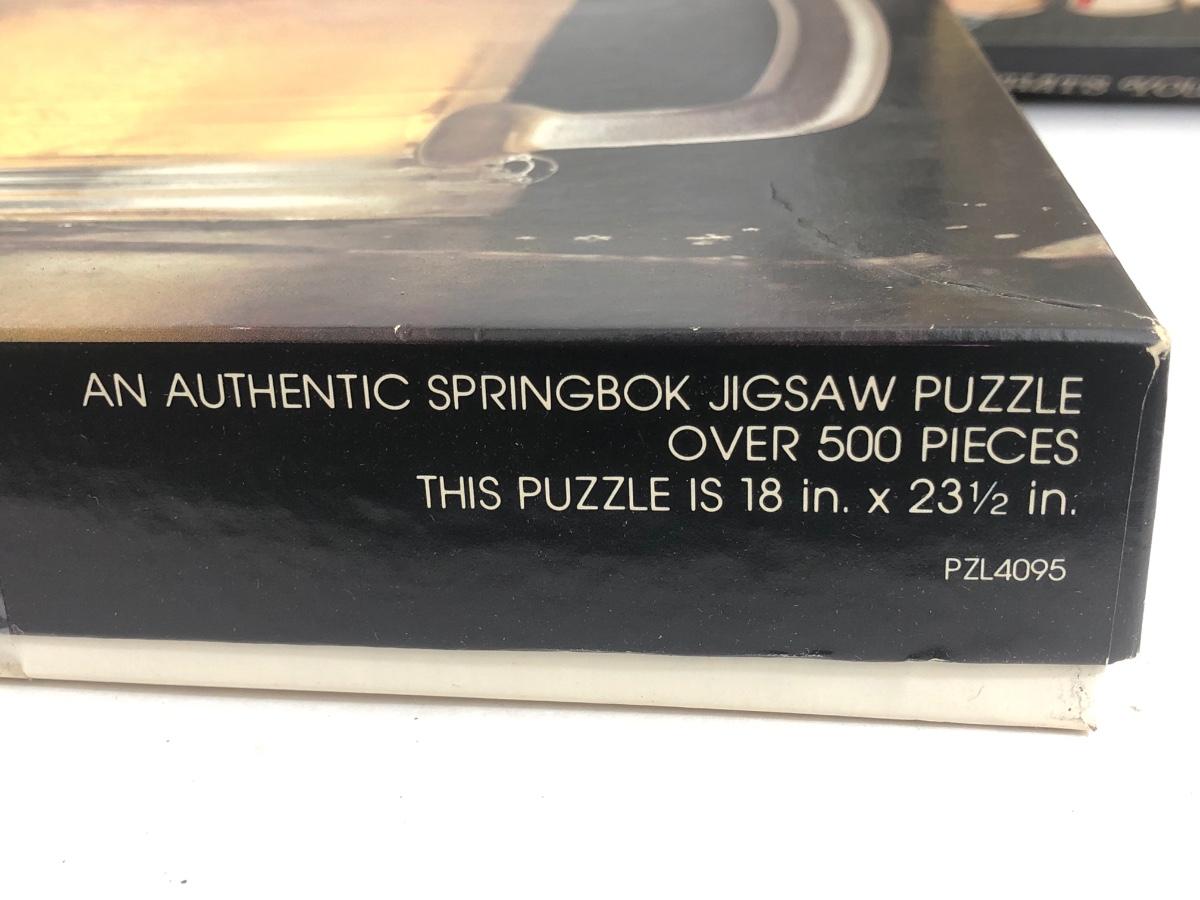 AN AUTHENTIC SPRINGBOK JIGSAW PUZZLE
OVER 500 PIECES
THIS PUZZLE IS 18 in. x 23½ in.
PZL4095